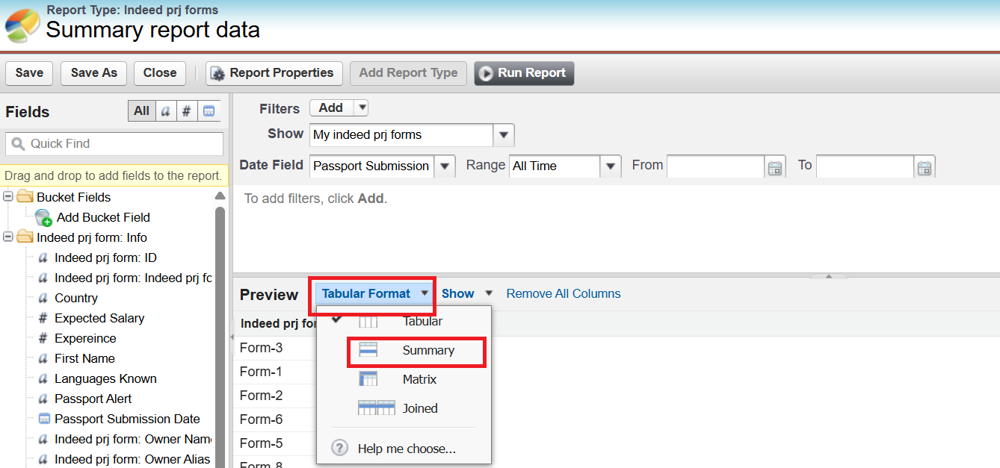 Report Type: Indeed prj forms
Summary report data
Save
Save As
Close
Report Properties
Add Report Type
Run Report
Fields
All
a
#
Quick Find
Drag and drop to add fields to the report.
Bucket Fields
Add Bucket Field
Indeed prj form: Info
a Indeed prj form: ID
a Indeed prj form: Indeed prj fo
a Country
# Expected Salary
# Expereince
a First Name
a Languages Known
a Passport Alert
Passport Submission Date
a Indeed prj form: Owner Name
a Indeed prj form: Owner Alias
Filters Add
Show My indeed prj forms
Date Field Passport Submission Range All Time From To
To add filters, click Add.
Preview Tabular Format Show Remove All Columns
Indeed prj for
Form-3
Form-1
Form-2
Form-6
Form-5
Form-8
Tabular
Summary
Matrix
Joined
? Help me choose...